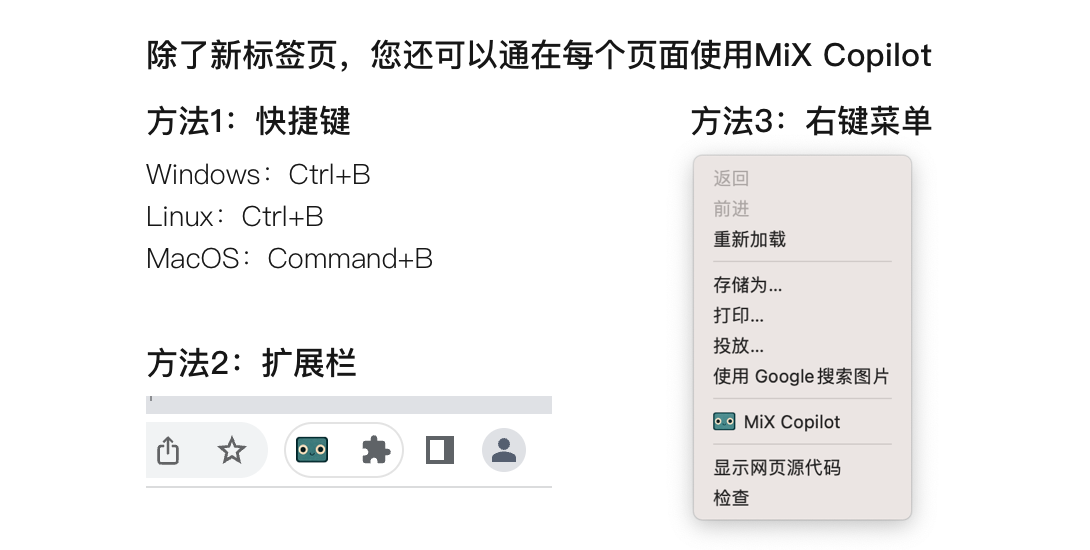 除了新标签页，您还可以通在每个页面使用MiX Copilot
方法1：快捷键
Windows：Ctrl+B
Linux：Ctrl+B
MacOS：Command+B
方法2：扩展栏
方法3：右键菜单
返回
前进
重新加载
存储为...
打印...
投放...
使用 Google搜索图片
MiX Copilot
显示网页源代码
检查